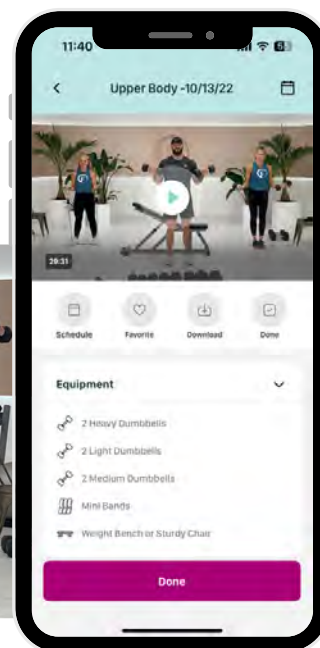 11:40
Upper Body -10/13/22
29:31
Schedule Favorite Download Done
Equipment
2 Heavy Dumbbells
2 Light Dumbbells
2 Medium Dumbbells
Mini Bands
Weight Bench or Sturdy Chair
Done